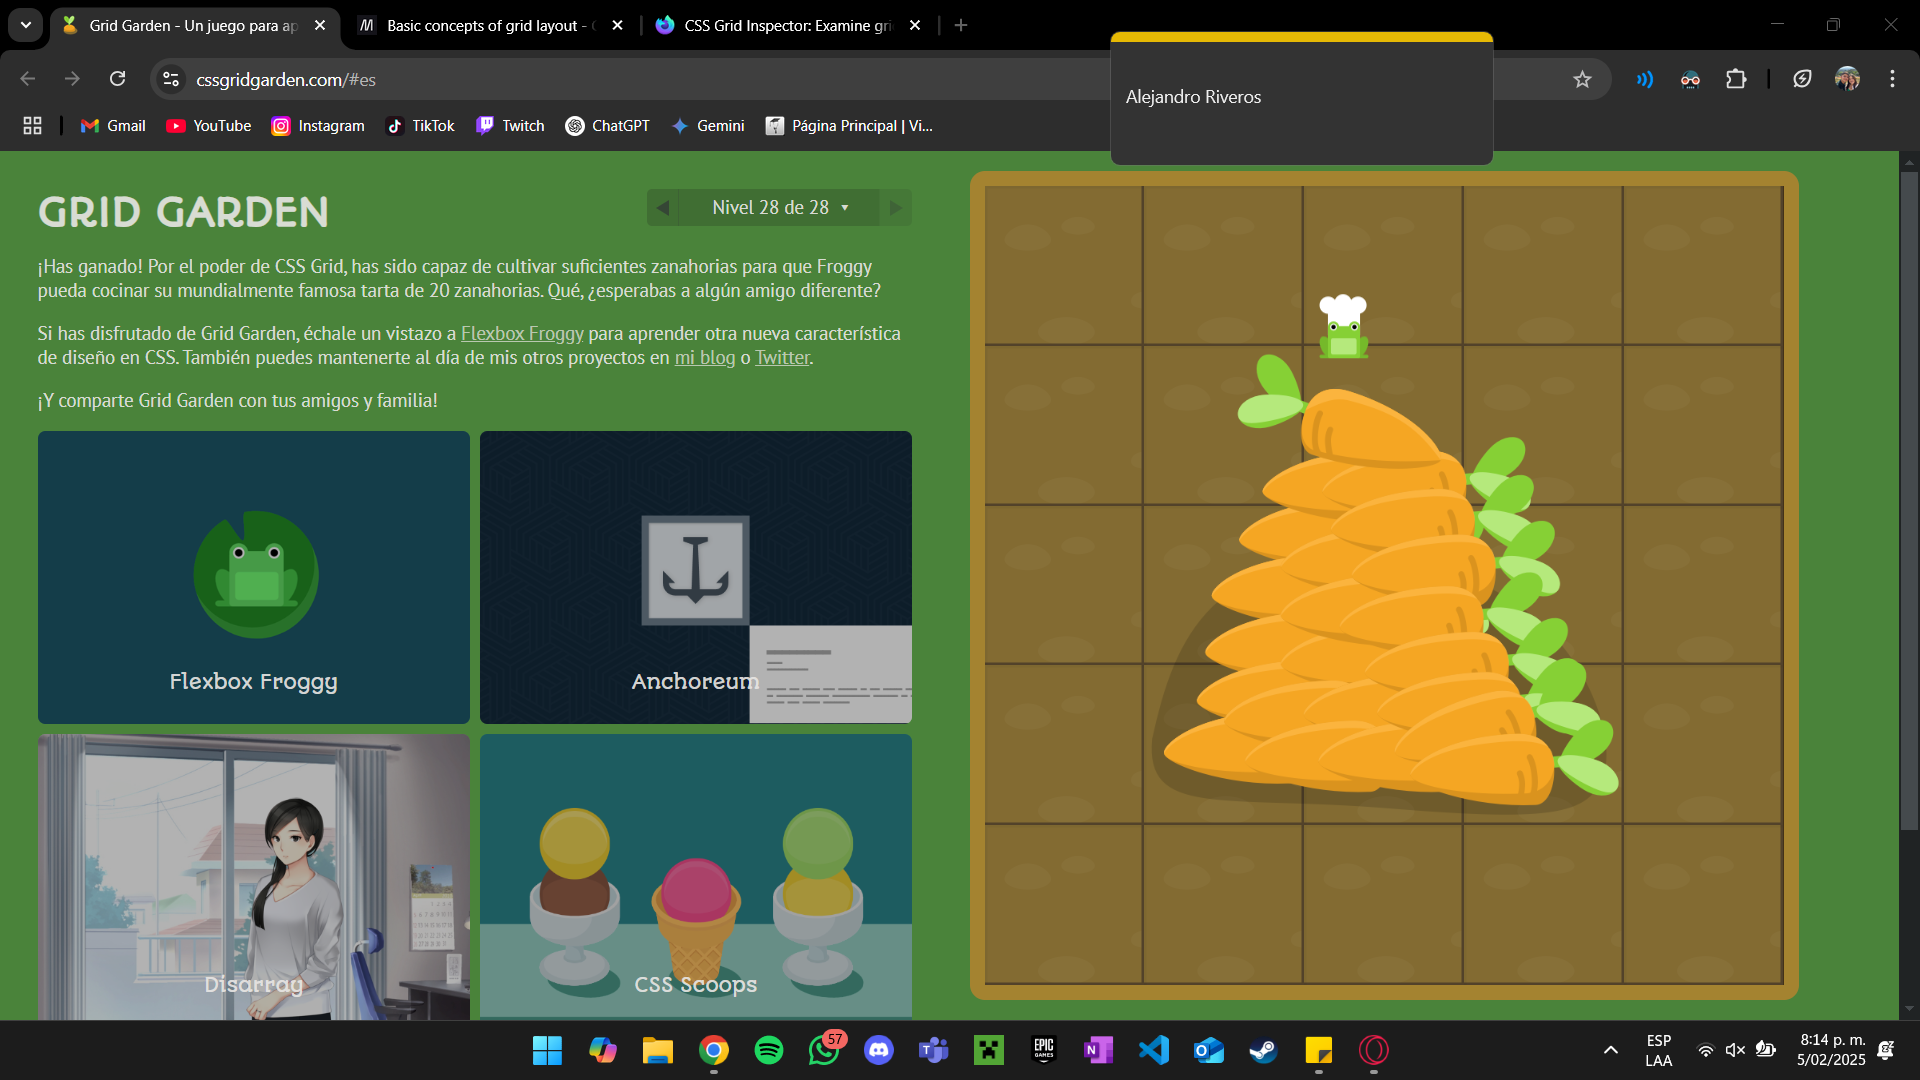 Grid Garden - Un juego para ap
Basic concepts of grid layout -
CSS Grid Inspector: Examine gri
cssgridgarden.com/#es
Alejandro Riveros
Gmail
YouTube
Instagram
TikTok
Twitch
ChatGPT
Gemini
Página Principal | Vi...
GRID GARDEN
Nivel 28 de 28
¡Has ganado! Por el poder de CSS Grid, has sido capaz de cultivar suficientes zanahorias para que Froggy
pueda cocinar su mundialmente famosa tarta de 20 zanahorias. Qué, ¿esperabas a algún amigo diferente?
Si has disfrutado de Grid Garden, échale un vistazo a Flexbox Froggy para aprender otra nueva característica
de diseño en CSS. También puedes mantenerte al día de mis otros proyectos en mi blog o Twitter.
¡Y comparte Grid Garden con tus amigos y familia!
Flexbox Froggy
Anchoreum
Disarray
CSS Scoops
57
EPIC
GAMES
ESP
LAA
8:14 p. m.
5/02/2025